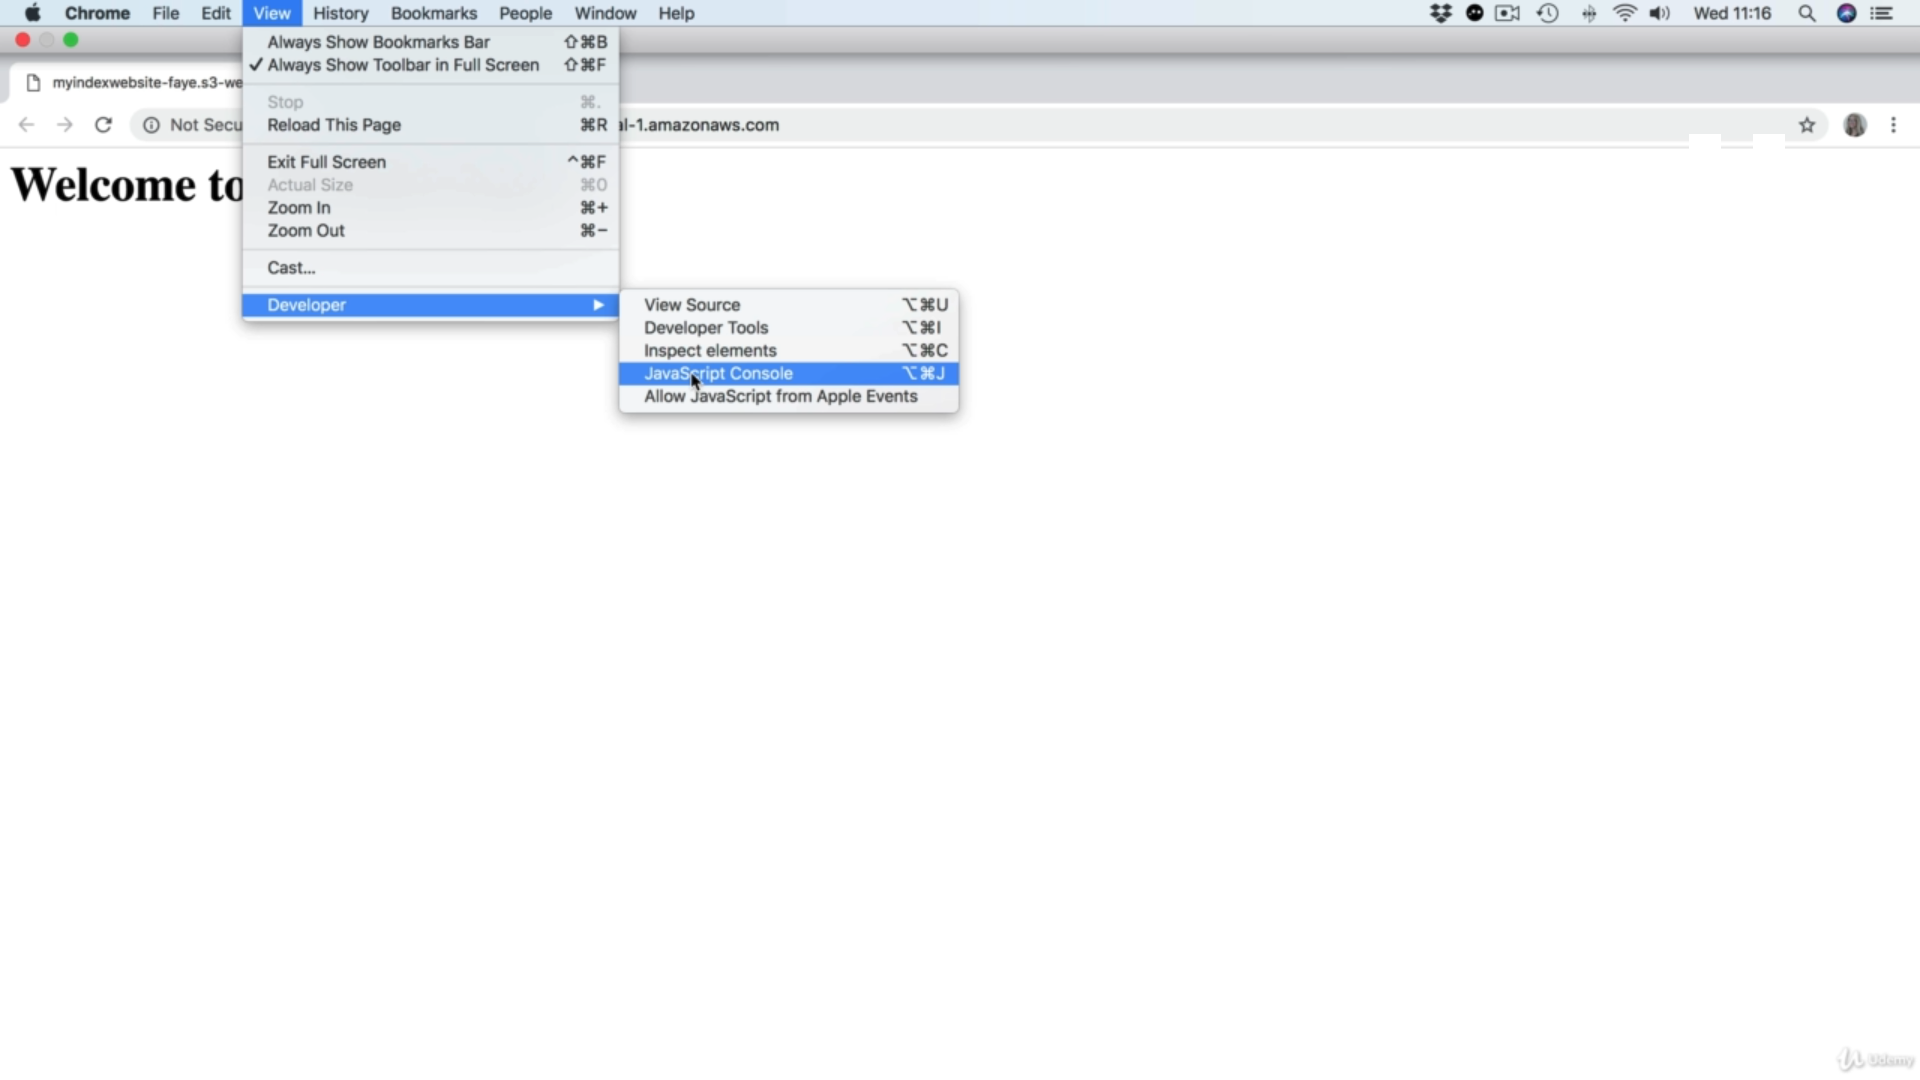 Chrome File Edit View History Bookmarks People Window Help Wed 11:16
Always Show Bookmarks Bar ⇧⌘B
✓ Always Show Toolbar in Full Screen ⇧⌘F
myindexwebsite-faye.s3-we
Stop ⌘.
Reload This Page ⌘R
Not Secu al-1.amazonaws.com
Exit Full Screen ^⌘F
Actual Size ⌘0
Welcome to
Zoom In ⌘+
Zoom Out ⌘−
Cast...
Developer ▶
View Source ⌥⌘U
Developer Tools ⌥⌘I
Inspect elements ⌥⌘C
JavaScript Console ⌥⌘J
Allow JavaScript from Apple Events
Udemy